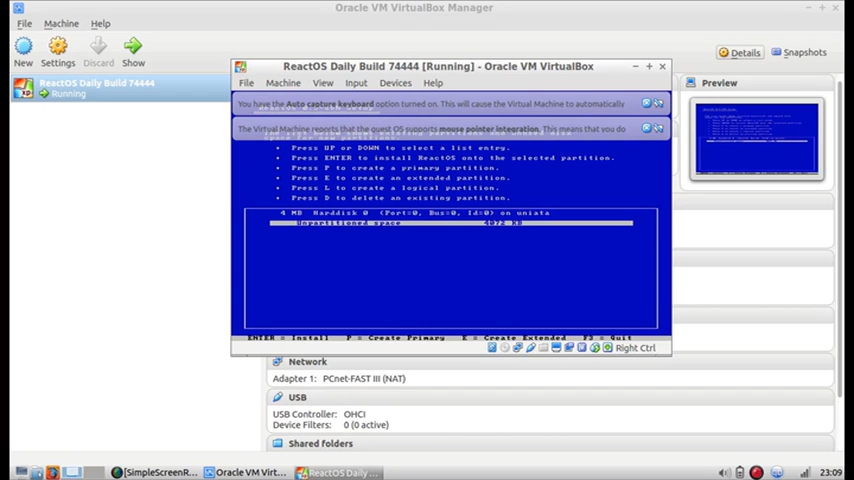 Oracle VM VirtualBox Manager
File Machine Help
New Settings Discard Show
Details Snapshots
ReactOS Daily Build 74444
Running
Preview
ReactOS Daily Build 74444 [Running] - Oracle VM VirtualBox
File Machine View Input Devices Help
You have the Auto capture keyboard option turned on. This will cause the Virtual Machine to automatically
The Virtual Machine reports that the guest OS supports mouse pointer integration. This means that you do
• Press UP or DOWN to select a list entry.
• Press ENTER to install ReactOS onto the selected partition.
• Press P to create a primary partition.
• Press E to create an extended partition.
• Press L to create a logical partition.
• Press D to delete an existing partition.
4 MB Harddisk 0 (Port=0, Bus=0, Id=0) on uniata
Unpartitioned space 4072 KB
ENTER = Install P = Create Primary E = Create Extended F3 = Quit
Right Ctrl
Network
Adapter 1: PCnet-FAST III (NAT)
USB
USB Controller: OHCI
Device Filters: 0 (0 active)
Shared folders
[SimpleScreenR... Oracle VM Virt... ReactOS Daily ... 23:09